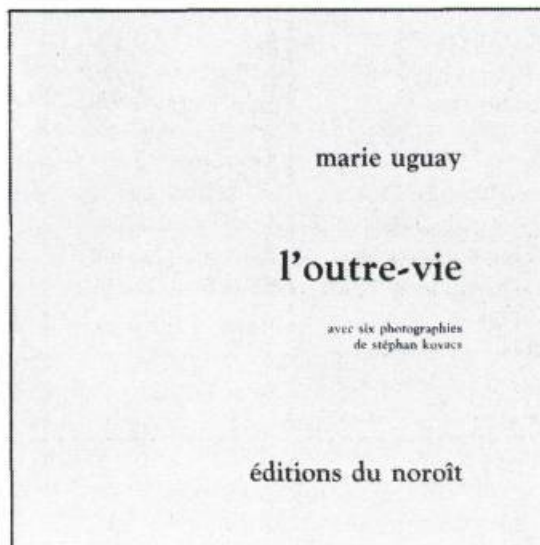 marie uguay
l'outre-vie
avec six photographies
de stéphan kovacs
éditions du noroît